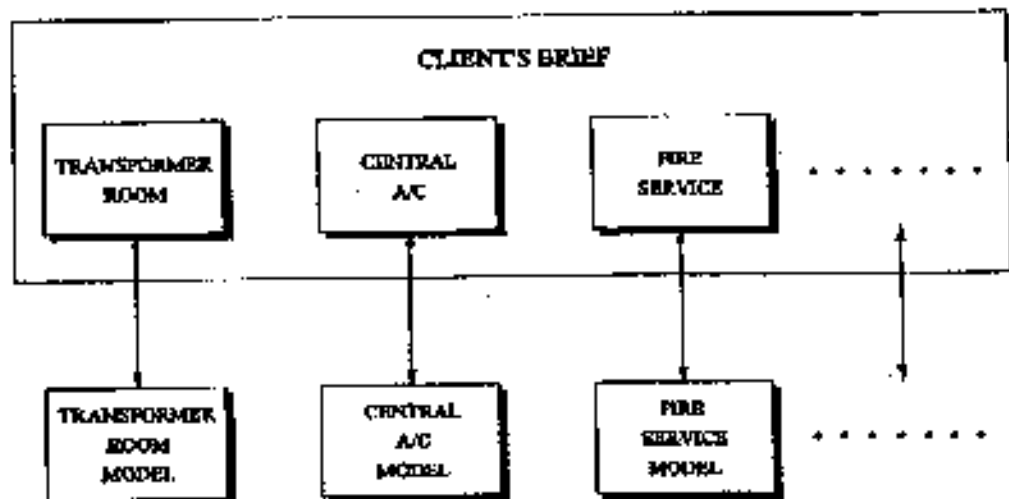 CLIENT'S BRIEF
TRANSFORMER
ROOM
CENTRAL
A/C
FIRE
SERVICE
TRANSFORMER
ROOM
MODEL
CENTRAL
A/C
MODEL
FIRE
SERVICE
MODEL